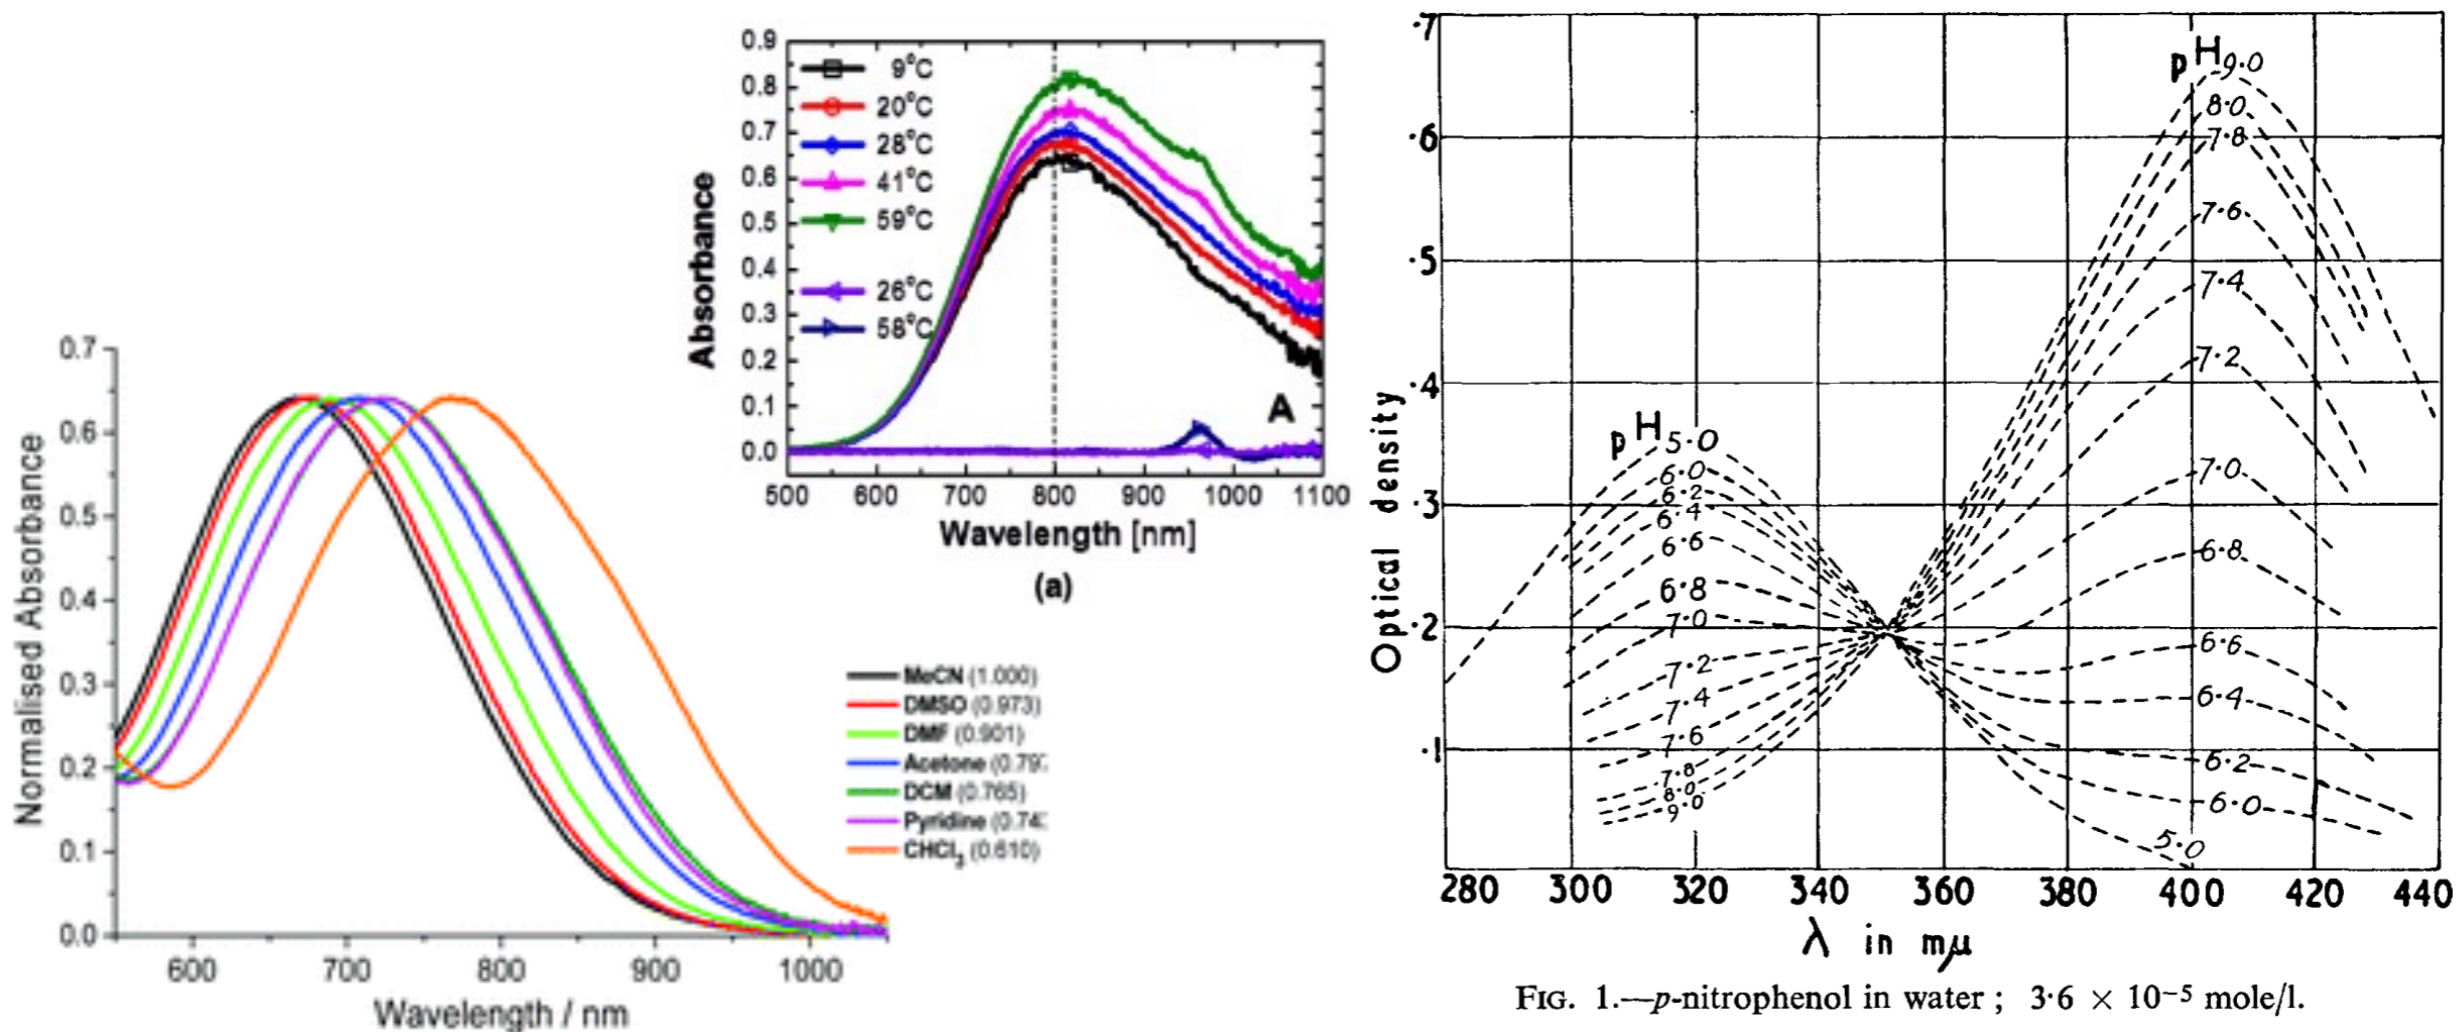 0.9
0.8
0.7
0.6
0.5
0.4
0.3
0.2
0.1
0.0
Absorbance
9°C
20°C
28°C
41°C
59°C
26°C
58°C
A
500 600 700 800 900 1000 1100
Wavelength [nm]
(a)
0.7
0.6
0.5
0.4
0.3
0.2
0.1
0.0
Normalised Absorbance
600 700 800 900 1000
Wavelength / nm
MeCN (1.000)
DMSO (0.973)
DMF (0.901)
Acetone (0.79
DCM (0.765)
Pyridine (0.74
CHCl3 (0.610)
.7
.6
.5
.4
.3
.2
.1
Optical density
pH 9.0
8.0
7.8
7.6
7.4
7.2
7.0
6.8
6.6
6.4
6.2
6.0
5.0
pH 5.0
6.0
6.2
6.4
6.6
6.8
7.0
7.2
7.4
7.6
7.8
8.0
9.0
280 300 320 340 360 380 400 420 440
λ in mμ
FIG. 1.—p-nitrophenol in water ; 3·6 × 10⁻⁵ mole/l.